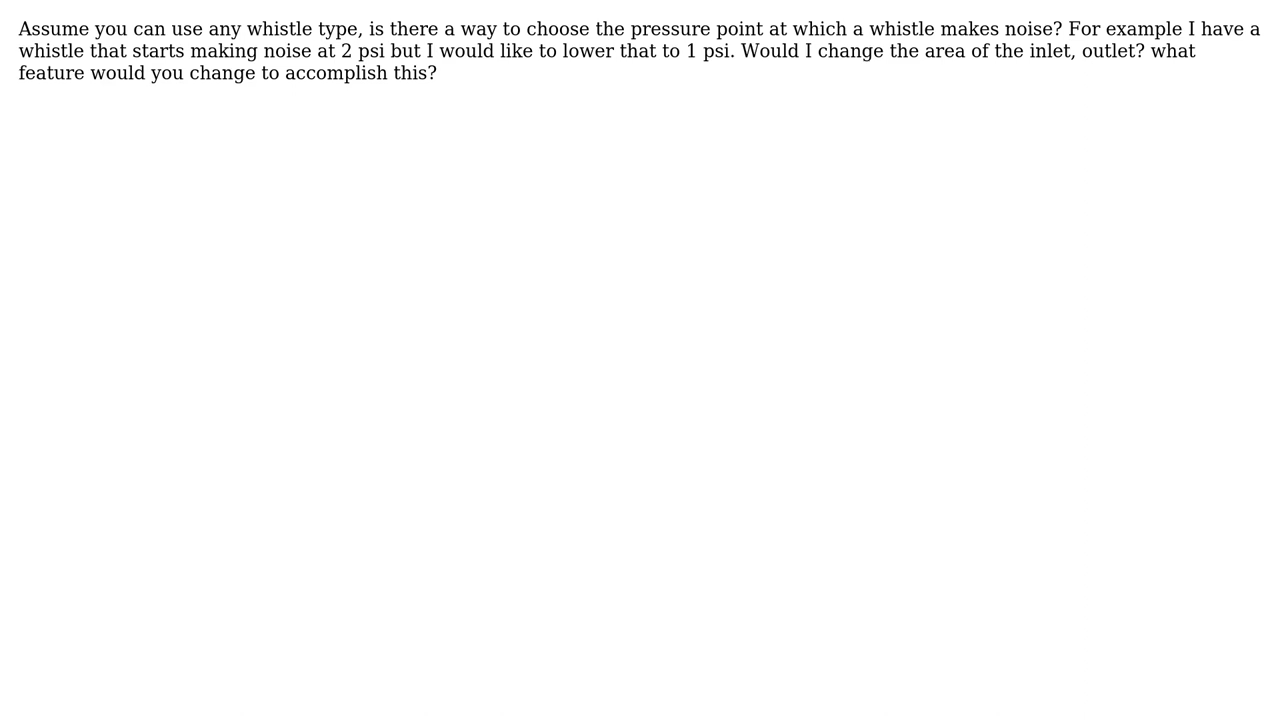 Assume you can use any whistle type, is there a way to choose the pressure point at which a whistle makes noise? For example I have a
whistle that starts making noise at 2 psi but I would like to lower that to 1 psi. Would I change the area of the inlet, outlet? what
feature would you change to accomplish this?